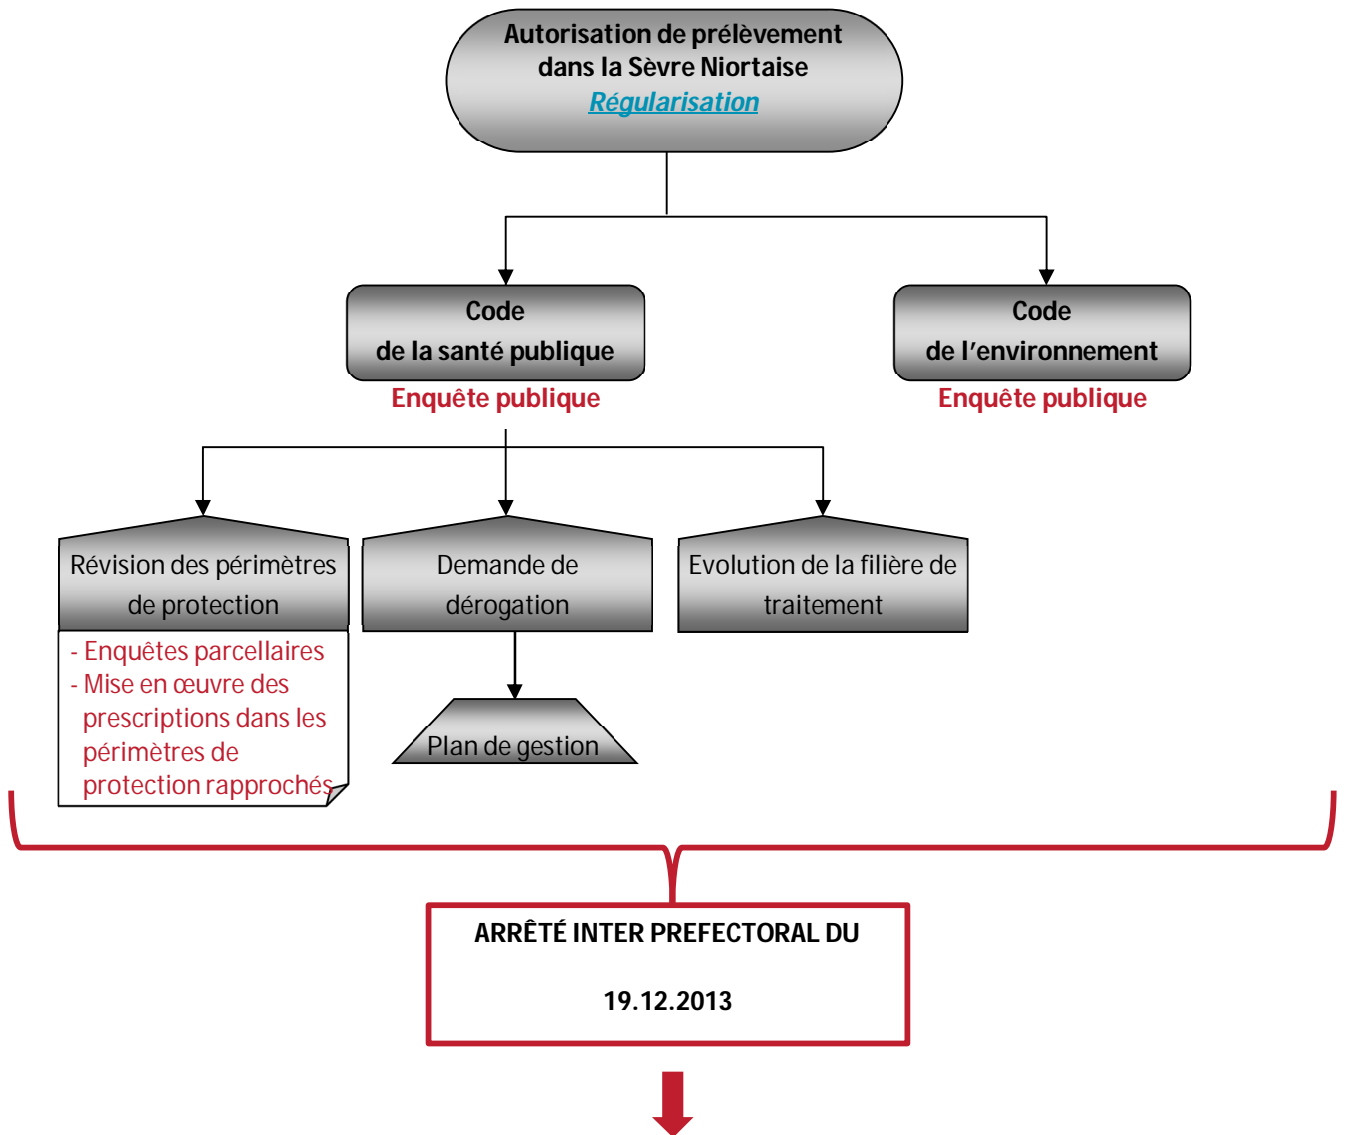 Autorisation de prélèvement
dans la Sèvre Niortaise
Régularisation
Code
de la santé publique
Enquête publique
Code
de l'environnement
Enquête publique
Révision des périmètres
de protection
- Enquêtes parcellaires
- Mise en œuvre des
prescriptions dans les
périmètres de
protection rapprochés
Demande de
dérogation
Plan de gestion
Evolution de la filière de
traitement
ARRÊTÉ INTER PREFECTORAL DU
19.12.2013